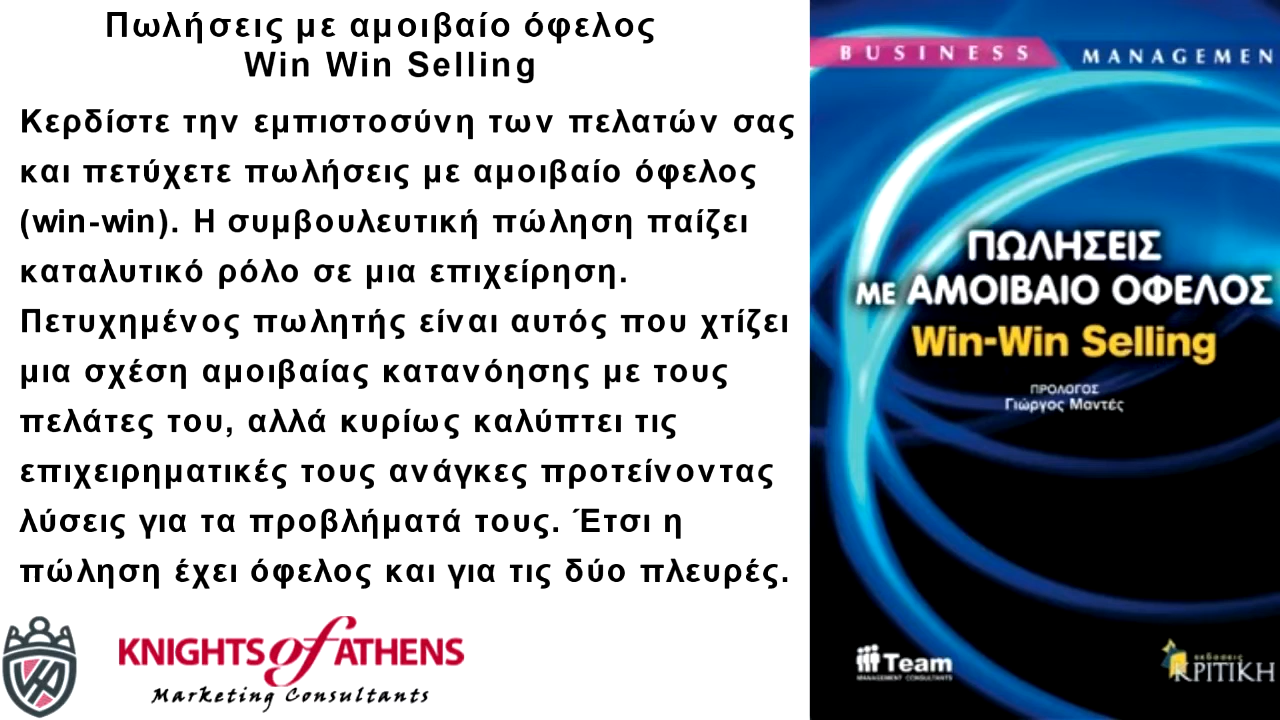 Πωλήσεις με αμοιβαίο όφελος
Win Win Selling
Κερδίστε την εμπιστοσύνη των πελατών σας
και πετύχετε πωλήσεις με αμοιβαίο όφελος
(win-win). Η συμβουλευτική πώληση παίζει
καταλυτικό ρόλο σε μια επιχείρηση.
Πετυχημένος πωλητής είναι αυτός που χτίζει
μια σχέση αμοιβαίας κατανόησης με τους
πελάτες του, αλλά κυρίως καλύπτει τις
επιχειρηματικές τους ανάγκες προτείνοντας
λύσεις για τα προβλήματά τους. Έτσι η
πώληση έχει όφελος και για τις δύο πλευρές.
KNIGHTS of ATHENS
Marketing Consultants
BUSINESS MANAGEMEN
ΠΩΛΗΣΕΙΣ
ΜΕ ΑΜΟΙΒΑΙΟ ΟΦΕΛΟΣ
Win-Win Selling
ΠΡΟΛΟΓΟΣ
Γιώργος Μαντές
Team
MANAGEMENT CONSULTANTS
εκδοσεις
ΚΡΙΤΙΚΗ